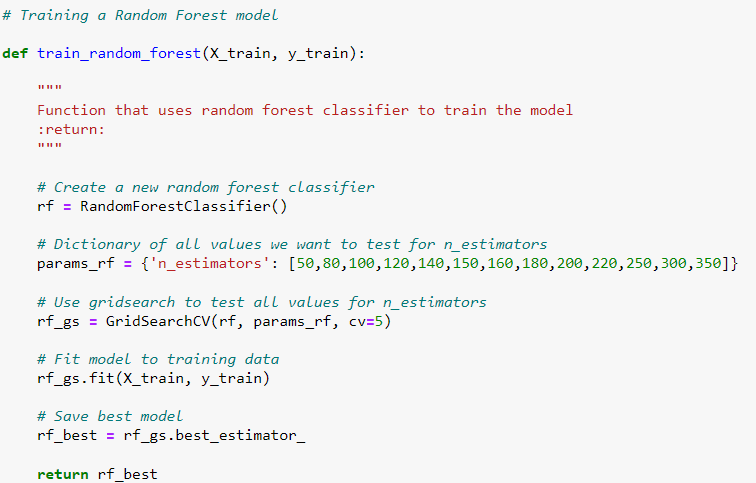 # Training a Random Forest model
def train_random_forest(X_train, y_train):
"""
Function that uses random forest classifier to train the model
:return:
"""
# Create a new random forest classifier
rf = RandomForestClassifier()
# Dictionary of all values we want to test for n_estimators
params_rf = {'n_estimators': [50,80,100,120,140,150,160,180,200,220,250,300,350]}
# Use gridsearch to test all values for n_estimators
rf_gs = GridSearchCV(rf, params_rf, cv=5)
# Fit model to training data
rf_gs.fit(X_train, y_train)
# Save best model
rf_best = rf_gs.best_estimator_
return rf_best